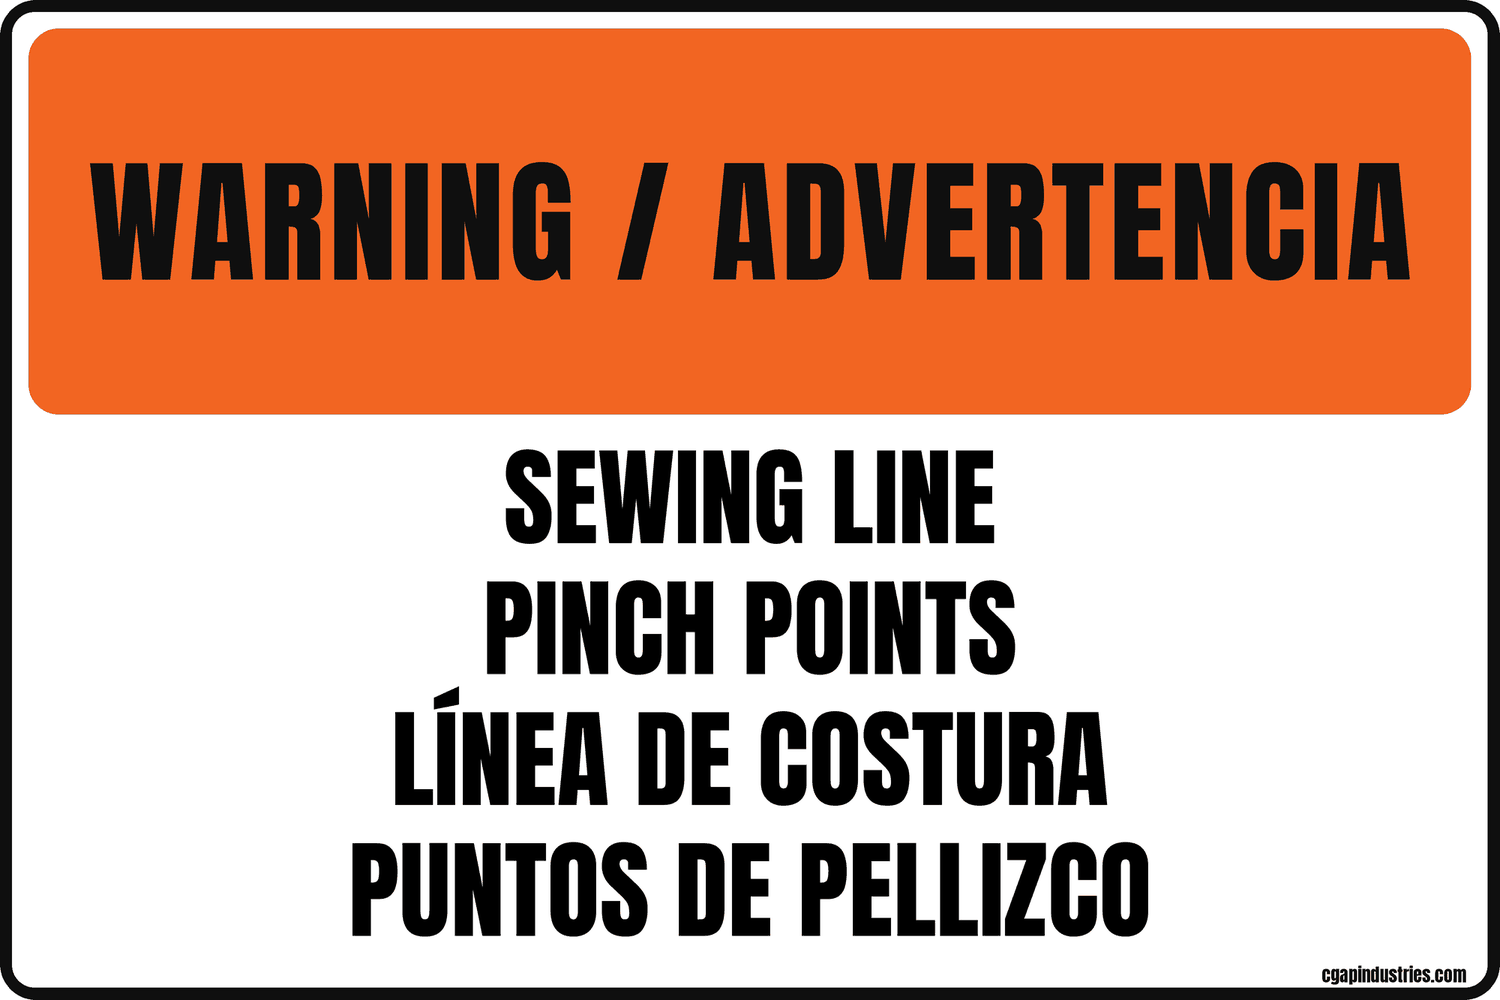 WARNING / ADVERTENCIA
SEWING LINE
PINCH POINTS
LÍNEA DE COSTURA
PUNTOS DE PELLIZCO
cgapindustries.com